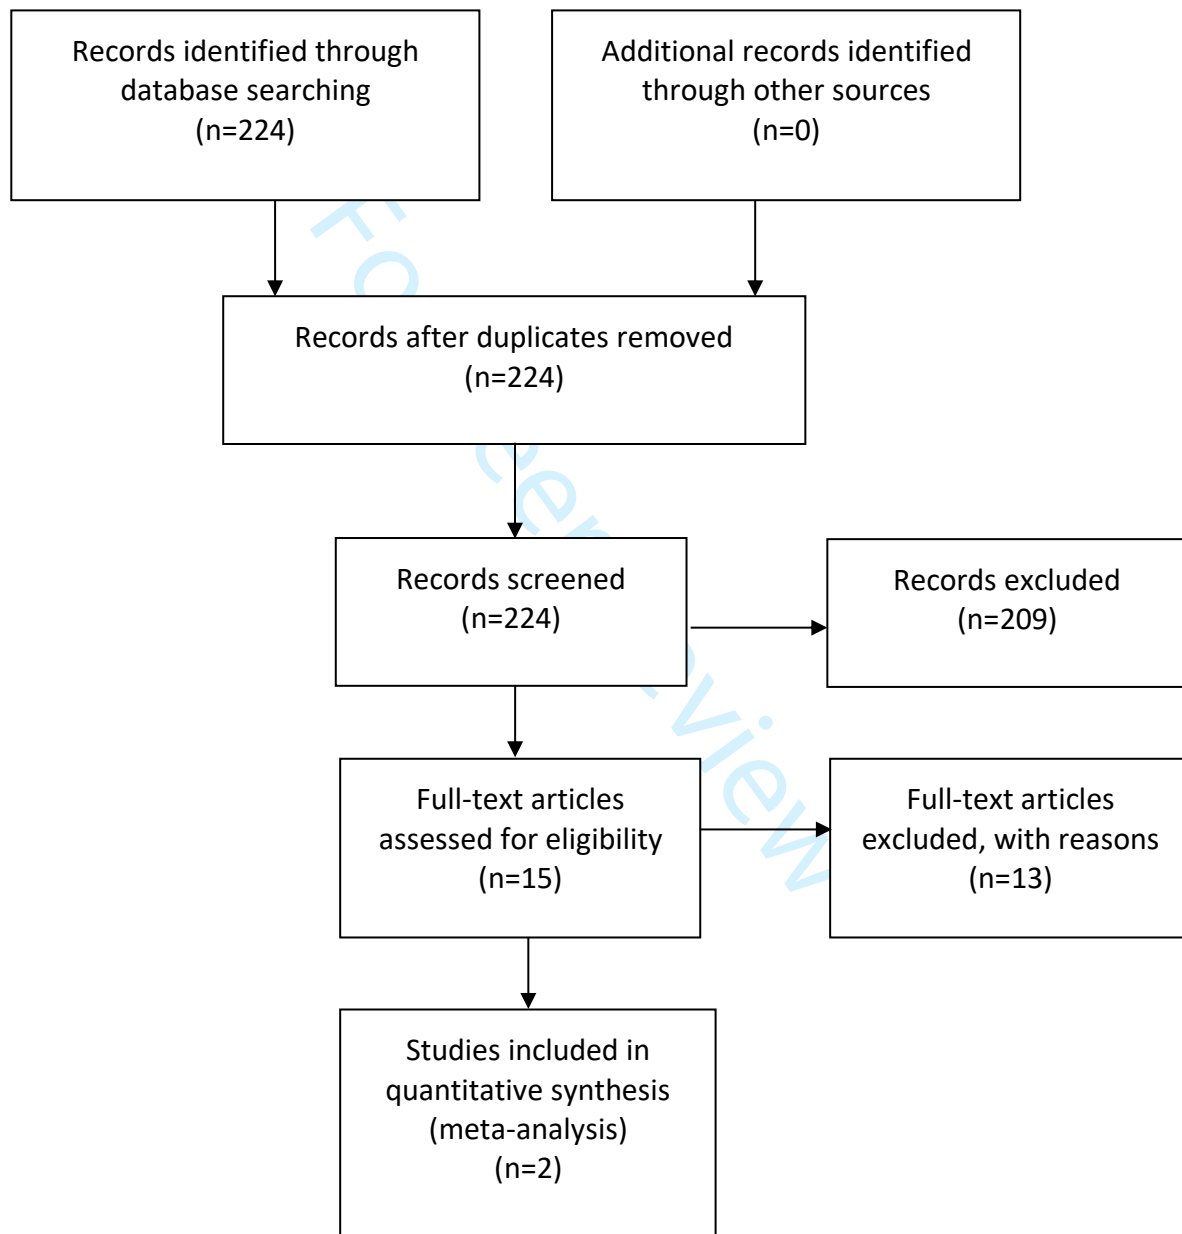 Records identified through
database searching
(n=224)
Additional records identified
through other sources
(n=0)
Records after duplicates removed
(n=224)
Records screened
(n=224)
Records excluded
(n=209)
Full-text articles
assessed for eligibility
(n=15)
Full-text articles
excluded, with reasons
(n=13)
Studies included in
quantitative synthesis
(meta-analysis)
(n=2)